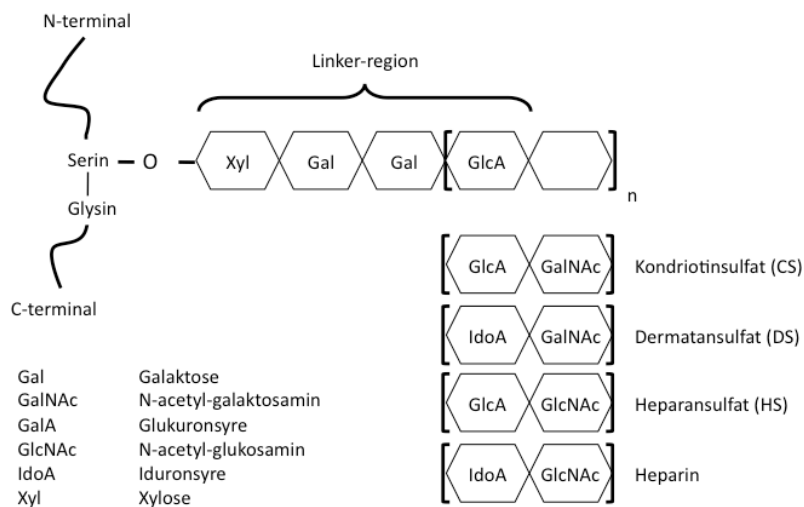 N-terminal
Linker-region
Serin – O – Xyl Gal Gal [ GlcA ] n
Glysin
C-terminal
[ GlcA GalNAc ] Kondriotinsulfat (CS)
[ IdoA GalNAc ] Dermatansulfat (DS)
[ GlcA GlcNAc ] Heparansulfat (HS)
[ IdoA GlcNAc ] Heparin
Gal Galaktose
GalNAc N-acetyl-galaktosamin
GalA Glukuronsyre
GlcNAc N-acetyl-glukosamin
IdoA Iduronsyre
Xyl Xylose